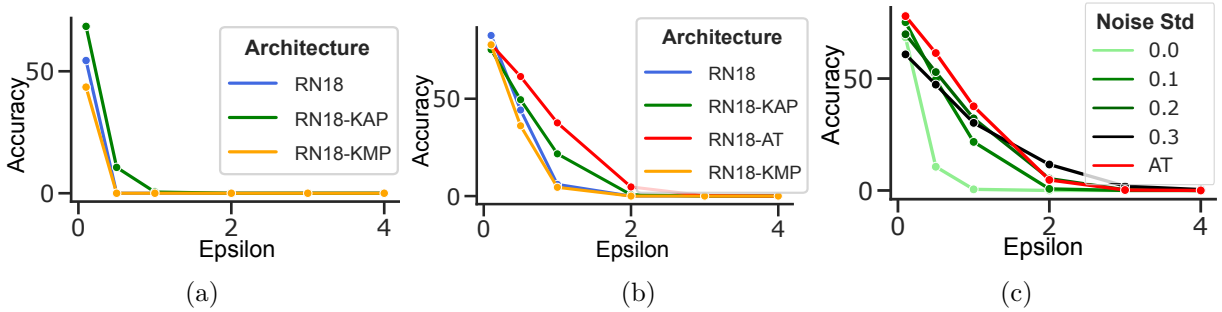 Accuracy
50
0
0
2
4
Epsilon
Architecture
RN18
RN18-KAP
RN18-KMP
(a)
Accuracy
50
0
0
2
4
Epsilon
Architecture
RN18
RN18-KAP
RN18-AT
RN18-KMP
(b)
Accuracy
50
0
0
2
4
Epsilon
Noise Std
0.0
0.1
0.2
0.3
AT
(c)